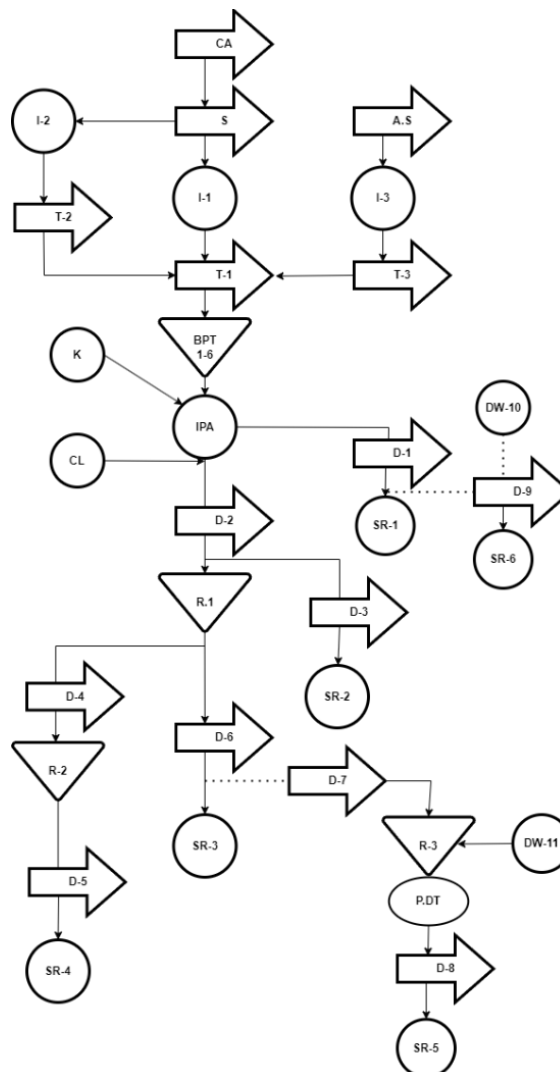 CA
I-2
S
A.S
I-1
I-3
T-2
T-1
T-3
BPT
1-6
K
IPA
DW-10
CL
D-1
D-9
SR-1
D-2
SR-6
R.1
D-3
D-4
SR-2
D-6
R-2
D-7
SR-3
R-3
DW-11
D-5
P.DT
SR-4
D-8
SR-5